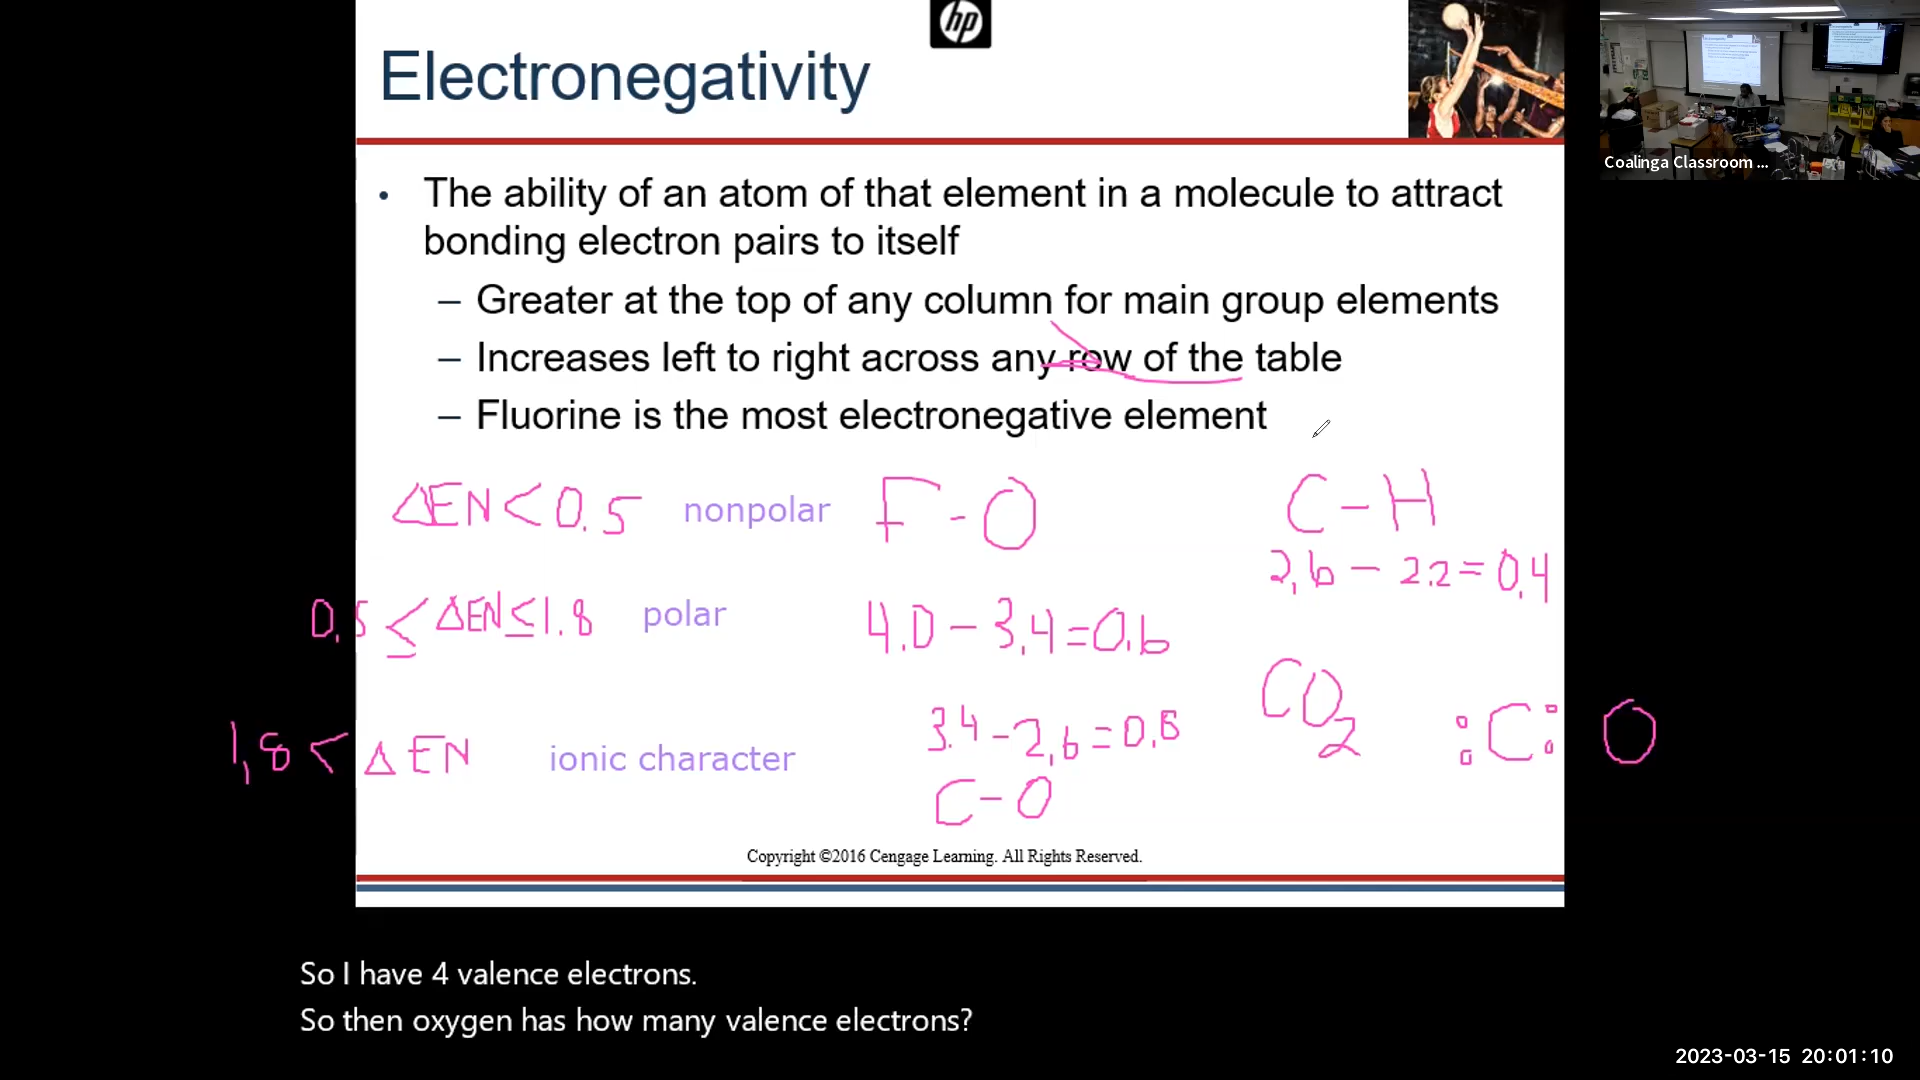 hp
Electronegativity
Coalinga Classroom ...
• The ability of an atom of that element in a molecule to attract
bonding electron pairs to itself
– Greater at the top of any column for main group elements
– Increases left to right across any row of the table
– Fluorine is the most electronegative element
ΔEN < 0.5 nonpolar F - O C - H
2.6 - 2.2 = 0.4
0.5 ≤ ΔEN ≤ 1.8 polar 4.0 - 3.4 = 0.6
CO2 :C: O
1.8 < ΔEN ionic character 3.4 - 2.6 = 0.8
C - O
Copyright ©2016 Cengage Learning. All Rights Reserved.
So I have 4 valence electrons.
So then oxygen has how many valence electrons?
2023-03-15 20:01:10